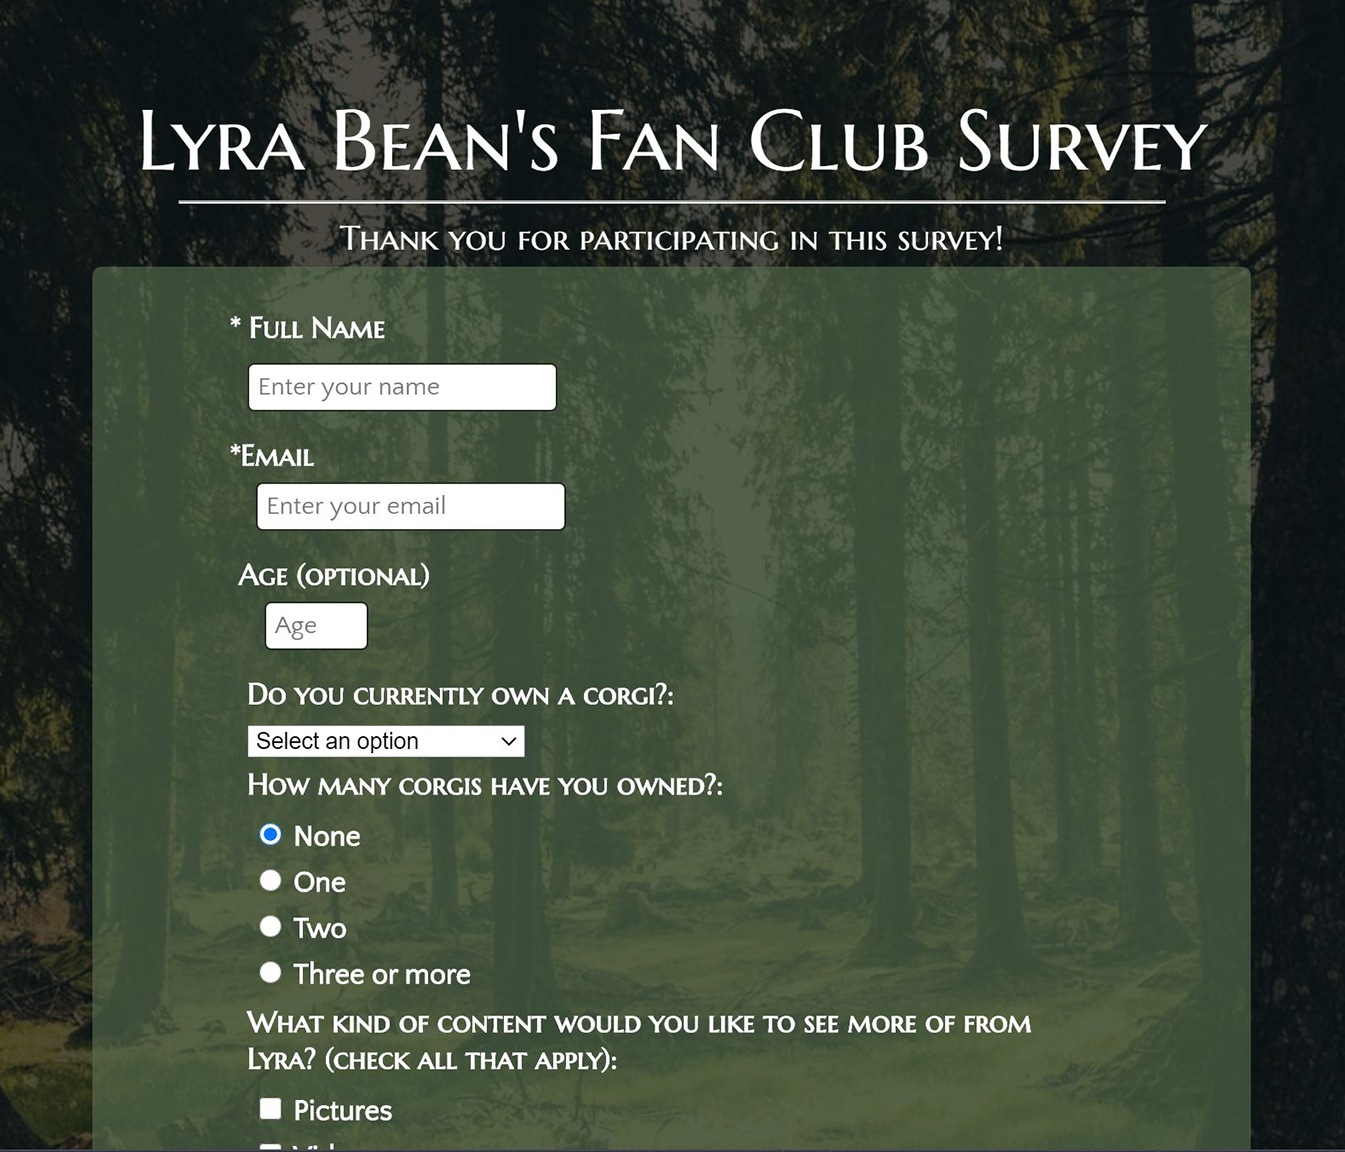 Lyra Bean's Fan Club Survey
Thank you for participating in this survey!
* Full Name
Enter your name
*Email
Enter your email
Age (optional)
Age
Do you currently own a corgi?:
Select an option
How many corgis have you owned?:
None
One
Two
Three or more
What kind of content would you like to see more of from
Lyra? (check all that apply):
Pictures